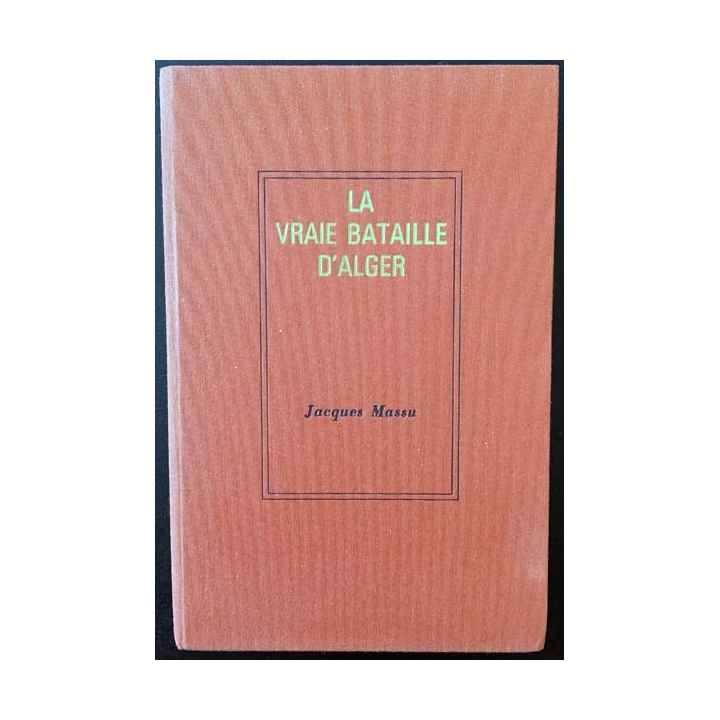 LA
VRAIE BATAILLE
D'ALGER
Jacques Massu